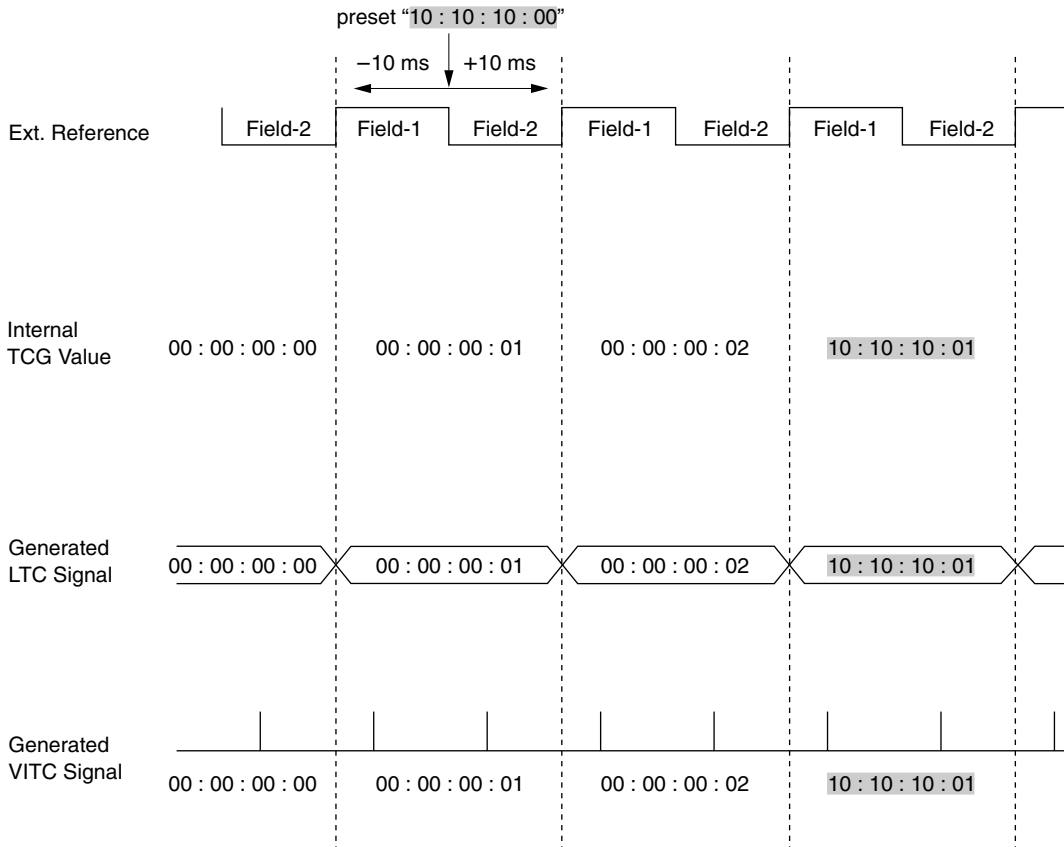 preset “10 : 10 : 10 : 00”
−10 ms +10 ms
Ext. Reference Field-2 Field-1 Field-2 Field-1 Field-2 Field-1 Field-2
Internal
TCG Value 00 : 00 : 00 : 00 00 : 00 : 00 : 01 00 : 00 : 00 : 02 10 : 10 : 10 : 01
Generated
LTC Signal 00 : 00 : 00 : 00 00 : 00 : 00 : 01 00 : 00 : 00 : 02 10 : 10 : 10 : 01
Generated
VITC Signal
00 : 00 : 00 : 00 00 : 00 : 00 : 01 00 : 00 : 00 : 02 10 : 10 : 10 : 01